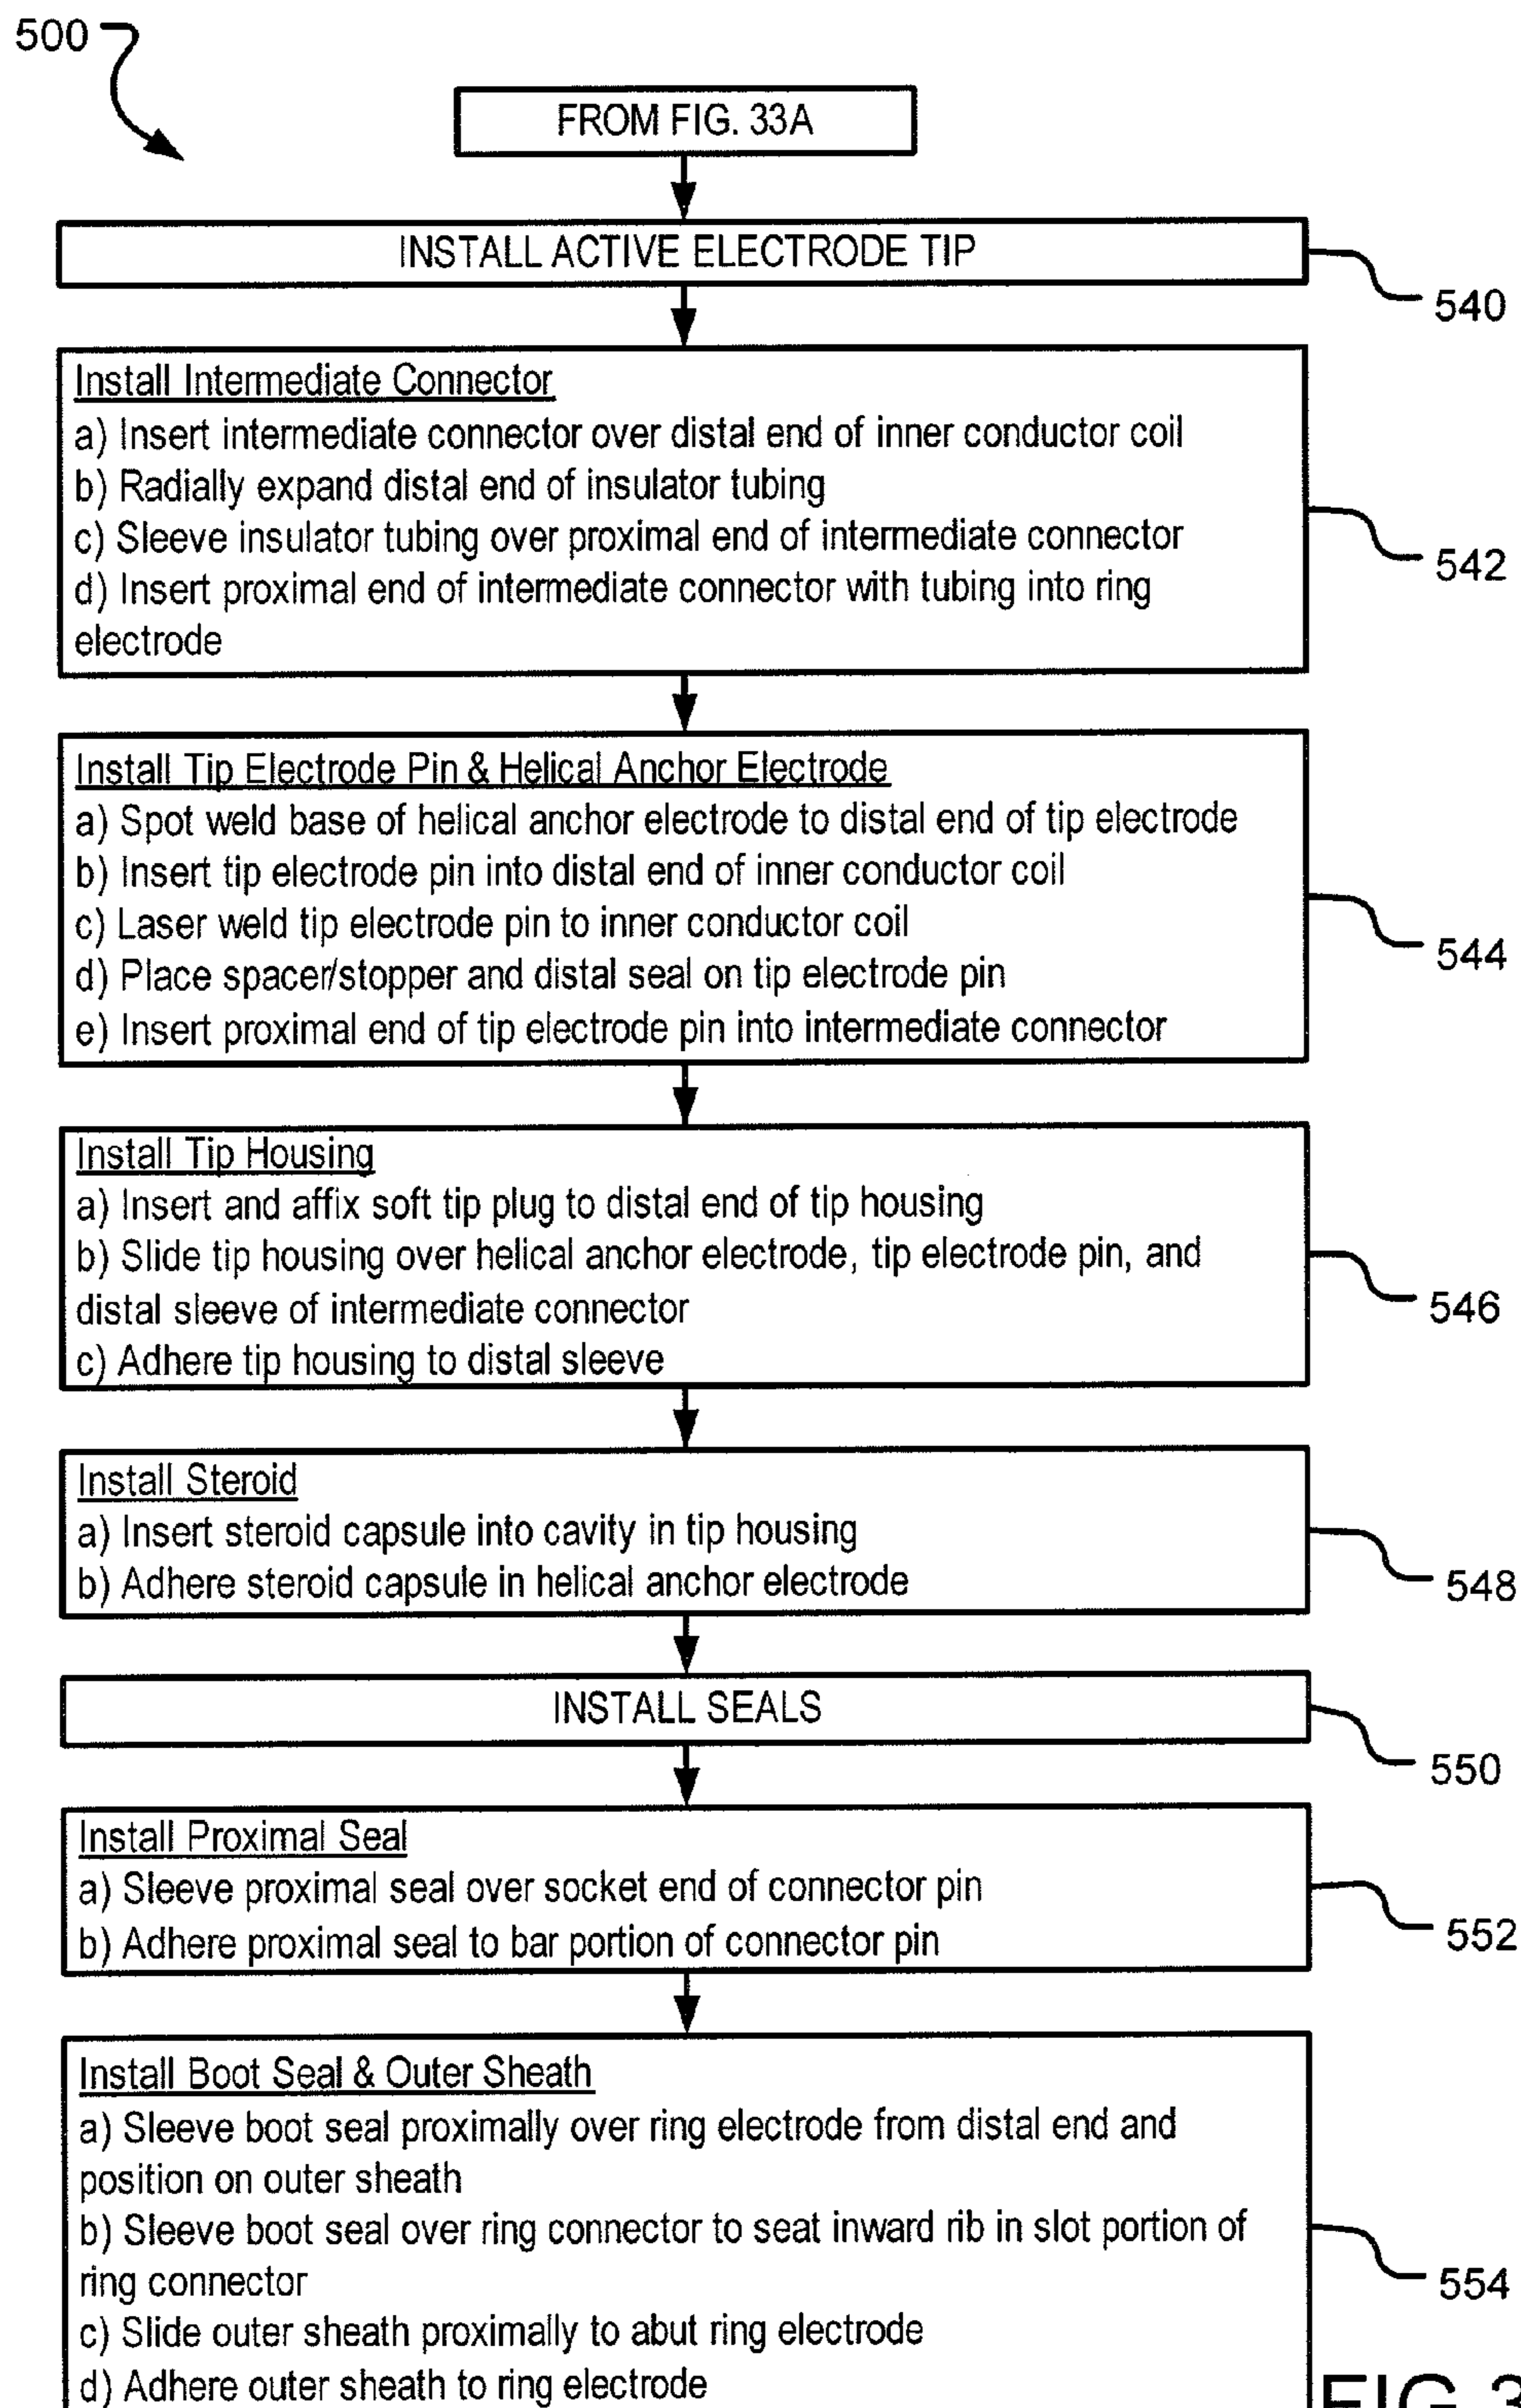 500
FROM FIG. 33A
INSTALL ACTIVE ELECTRODE TIP
540
Install Intermediate Connector
a) Insert intermediate connector over distal end of inner conductor coil
b) Radially expand distal end of insulator tubing
c) Sleeve insulator tubing over proximal end of intermediate connector
d) Insert proximal end of intermediate connector with tubing into ring
electrode
542
Install Tip Electrode Pin & Helical Anchor Electrode
a) Spot weld base of helical anchor electrode to distal end of tip electrode
b) Insert tip electrode pin into distal end of inner conductor coil
c) Laser weld tip electrode pin to inner conductor coil
d) Place spacer/stopper and distal seal on tip electrode pin
e) Insert proximal end of tip electrode pin into intermediate connector
544
Install Tip Housing
a) Insert and affix soft tip plug to distal end of tip housing
b) Slide tip housing over helical anchor electrode, tip electrode pin, and
distal sleeve of intermediate connector
c) Adhere tip housing to distal sleeve
546
Install Steroid
a) Insert steroid capsule into cavity in tip housing
b) Adhere steroid capsule in helical anchor electrode
548
INSTALL SEALS
550
Install Proximal Seal
a) Sleeve proximal seal over socket end of connector pin
b) Adhere proximal seal to bar portion of connector pin
552
Install Boot Seal & Outer Sheath
a) Sleeve boot seal proximally over ring electrode from distal end and
position on outer sheath
b) Sleeve boot seal over ring connector to seat inward rib in slot portion of
ring connector
c) Slide outer sheath proximally to abut ring electrode
d) Adhere outer sheath to ring electrode
554